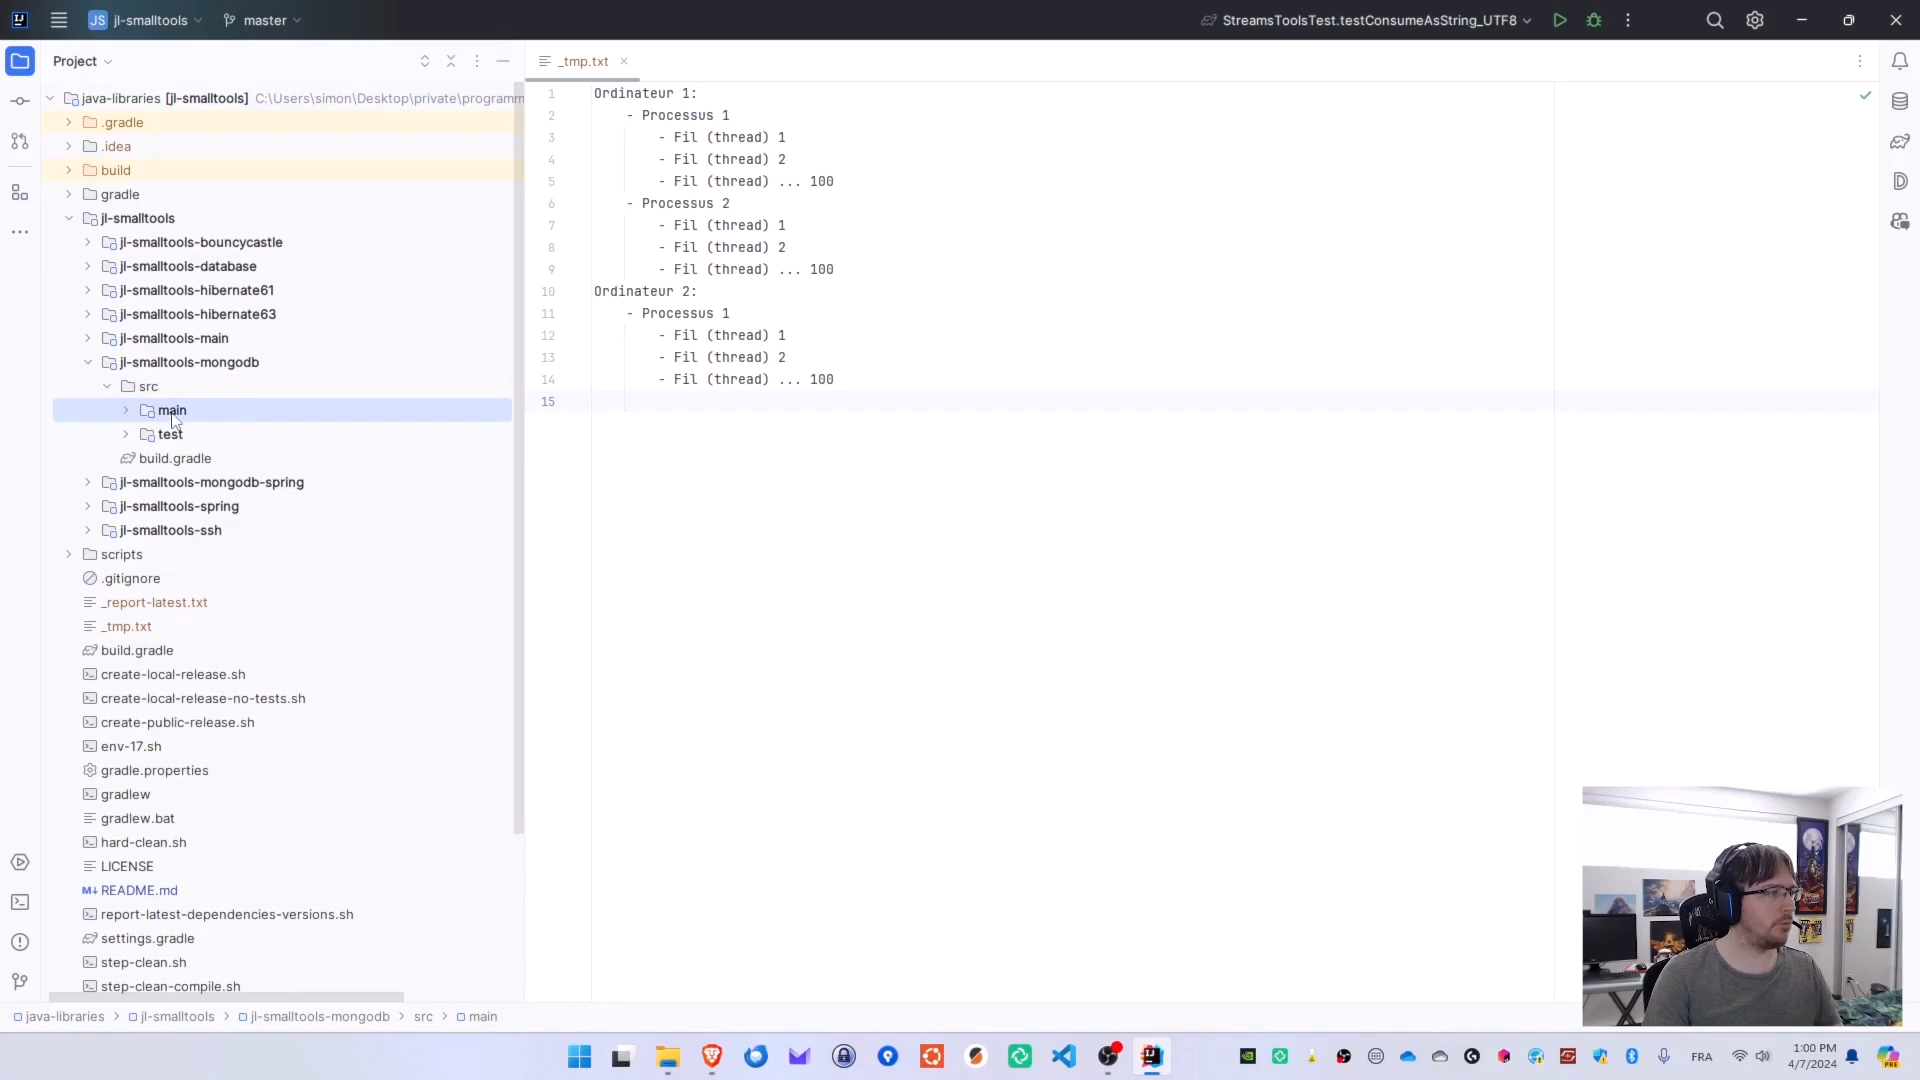 JS jl-smalltools master StreamsToolsTest.testConsumeAsString_UTF8
Project
_tmp.txt
java-libraries [jl-smalltools] C:\Users\simon\Desktop\private\programm
.gradle
.idea
build
gradle
jl-smalltools
jl-smalltools-bouncycastle
jl-smalltools-database
jl-smalltools-hibernate61
jl-smalltools-hibernate63
jl-smalltools-main
jl-smalltools-mongodb
src
main
test
build.gradle
jl-smalltools-mongodb-spring
jl-smalltools-spring
jl-smalltools-ssh
scripts
.gitignore
_report-latest.txt
_tmp.txt
build.gradle
create-local-release.sh
create-local-release-no-tests.sh
create-public-release.sh
env-17.sh
gradle.properties
gradlew
gradlew.bat
hard-clean.sh
LICENSE
M↓ README.md
report-latest-dependencies-versions.sh
settings.gradle
step-clean.sh
step-clean-compile.sh
1 Ordinateur 1:
2 - Processus 1
3 - Fil (thread) 1
4 - Fil (thread) 2
5 - Fil (thread) ... 100
6 - Processus 2
7 - Fil (thread) 1
8 - Fil (thread) 2
9 - Fil (thread) ... 100
10 Ordinateur 2:
11 - Processus 1
12 - Fil (thread) 1
13 - Fil (thread) 2
14 - Fil (thread) ... 100
15
java-libraries > jl-smalltools > jl-smalltools-mongodb > src > main
FRA
1:00 PM
4/7/2024